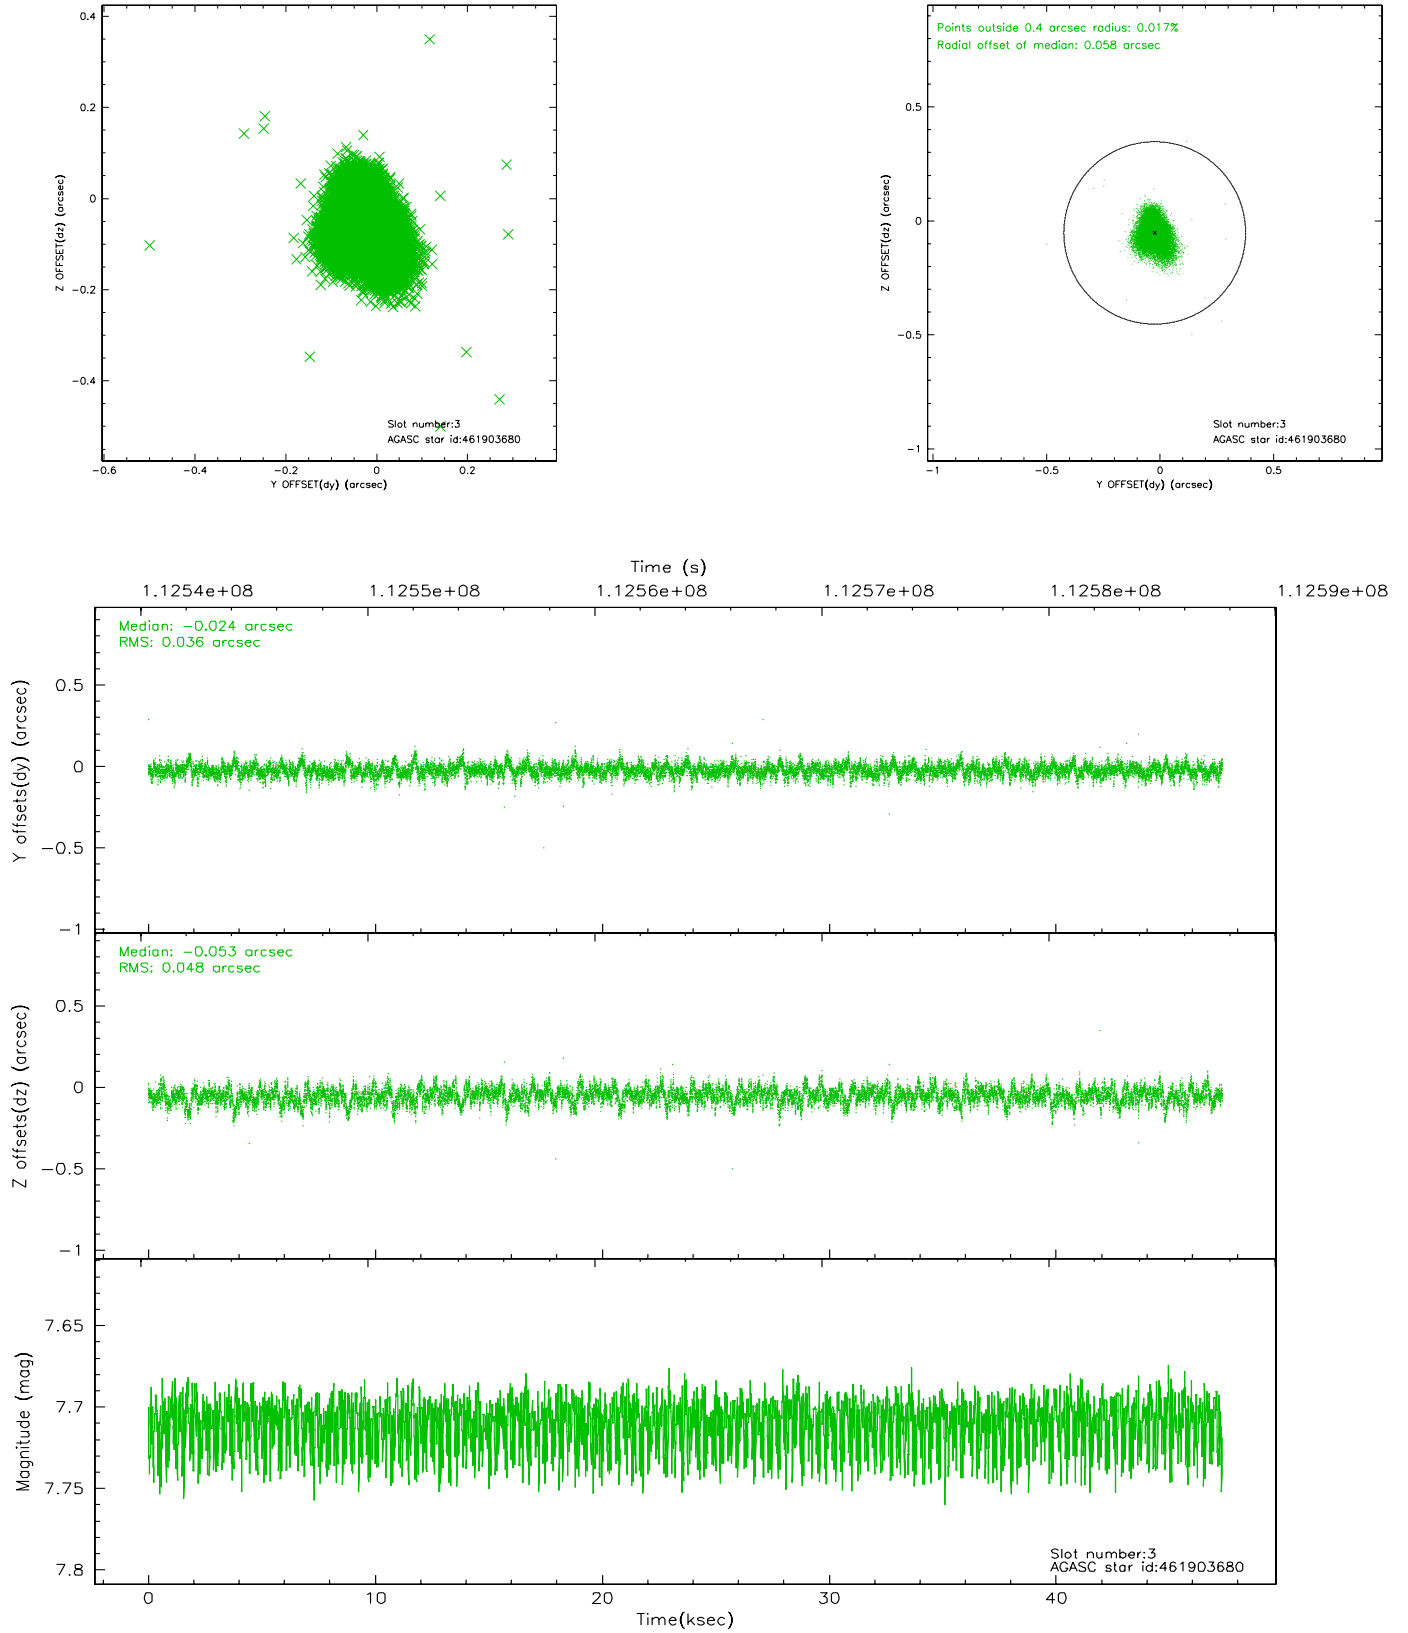 0.4
0.2
0
−0.2
−0.4
Z OFFSET(dz) (arcsec)
Slot number:3
AGASC star id:461903680
−0.6
−0.4
−0.2
0
0.2
Y OFFSET(dy) (arcsec)
Points outside 0.4 arcsec radius: 0.017%
Radial offset of median: 0.058 arcsec
0.5
0
−0.5
−1
Z OFFSET(dz) (arcsec)
Slot number:3
AGASC star id:461903680
−1
−0.5
0
0.5
Y OFFSET(dy) (arcsec)
Time (s)
1.1254e+08
1.1255e+08
1.1256e+08
1.1257e+08
1.1258e+08
1.1259e+08
Median: −0.024 arcsec
RMS: 0.036 arcsec
0.5
0
−0.5
−1
Y offsets(dy) (arcsec)
Median: −0.053 arcsec
RMS: 0.048 arcsec
0.5
0
−0.5
−1
Z offsets(dz) (arcsec)
7.65
7.7
7.75
7.8
Magnitude (mag)
Slot number:3
AGASC star id:461903680
0
10
20
30
40
Time(ksec)